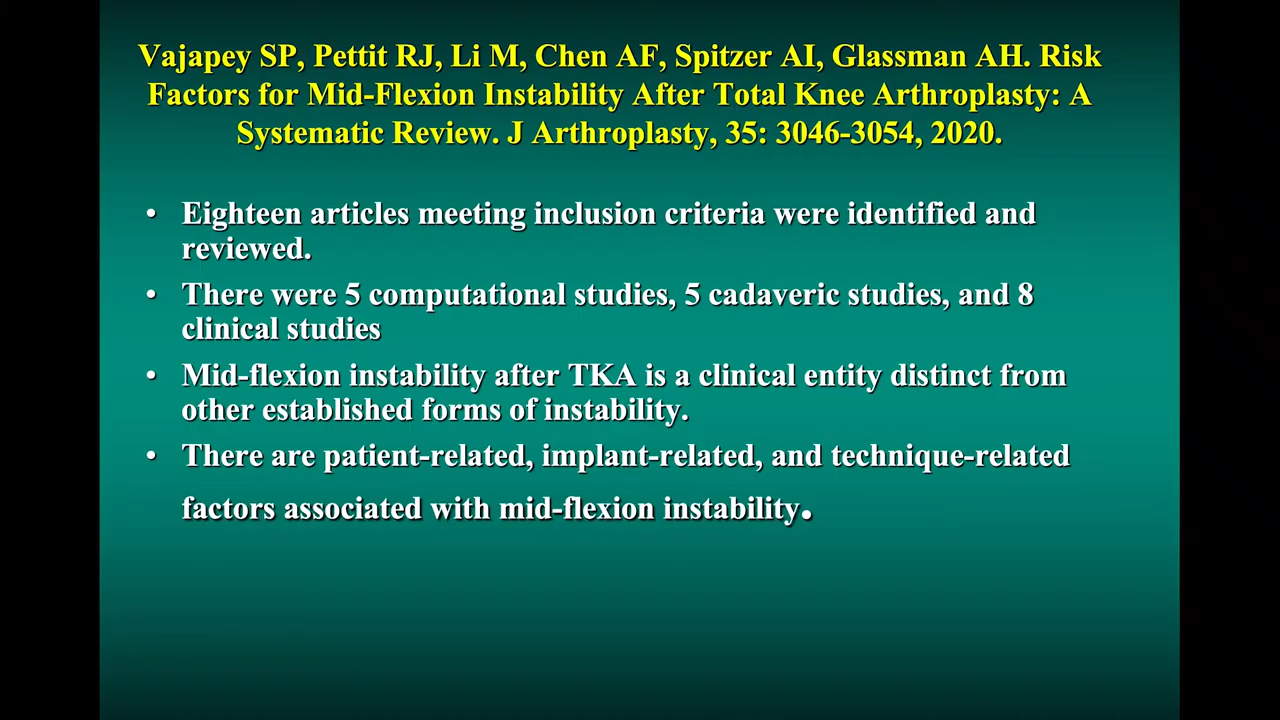 Vajapey SP, Pettit RJ, Li M, Chen AF, Spitzer AI, Glassman AH. Risk
Factors for Mid-Flexion Instability After Total Knee Arthroplasty: A
Systematic Review. J Arthroplasty, 35: 3046-3054, 2020.
• Eighteen articles meeting inclusion criteria were identified and
reviewed.
• There were 5 computational studies, 5 cadaveric studies, and 8
clinical studies
• Mid-flexion instability after TKA is a clinical entity distinct from
other established forms of instability.
• There are patient-related, implant-related, and technique-related
factors associated with mid-flexion instability.